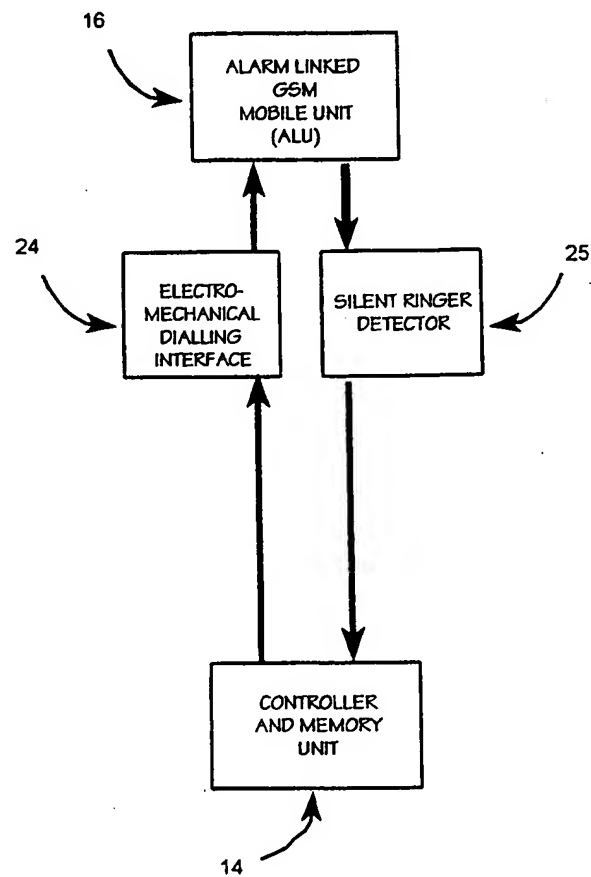 16
ALARM LINKED
GSM
MOBILE UNIT
(ALU)
24
ELECTRO-
MECHANICAL
DIALLING
INTERFACE
SILENT RINGER
DETECTOR
25
CONTROLLER
AND MEMORY
UNIT
14